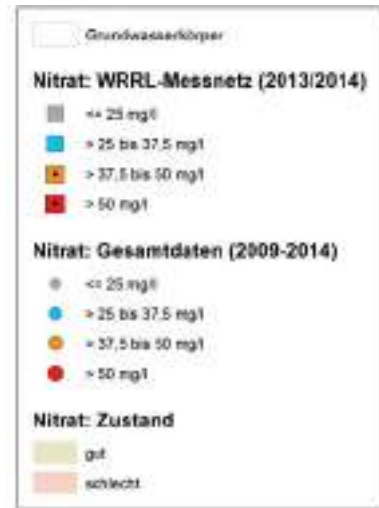 Grundwasserkörper
Nitrat: WRRL-Messnetz (2013/2014)
<= 25 mg/l
> 25 bis 37,5 mg/l
> 37,5 bis 50 mg/l
> 50 mg/l
Nitrat: Gesamtdaten (2009-2014)
<= 25 mg/l
> 25 bis 37,5 mg/l
> 37,5 bis 50 mg/l
> 50 mg/l
Nitrat: Zustand
gut
schlecht